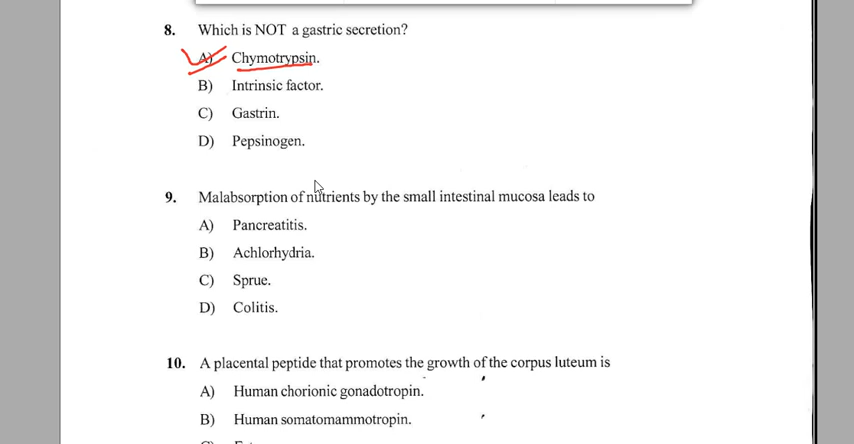 8. Which is NOT a gastric secretion?
A) Chymotrypsin.
B) Intrinsic factor.
C) Gastrin.
D) Pepsinogen.
9. Malabsorption of nutrients by the small intestinal mucosa leads to
A) Pancreatitis.
B) Achlorhydria.
C) Sprue.
D) Colitis.
10. A placental peptide that promotes the growth of the corpus luteum is
A) Human chorionic gonadotropin.
B) Human somatomammotropin.